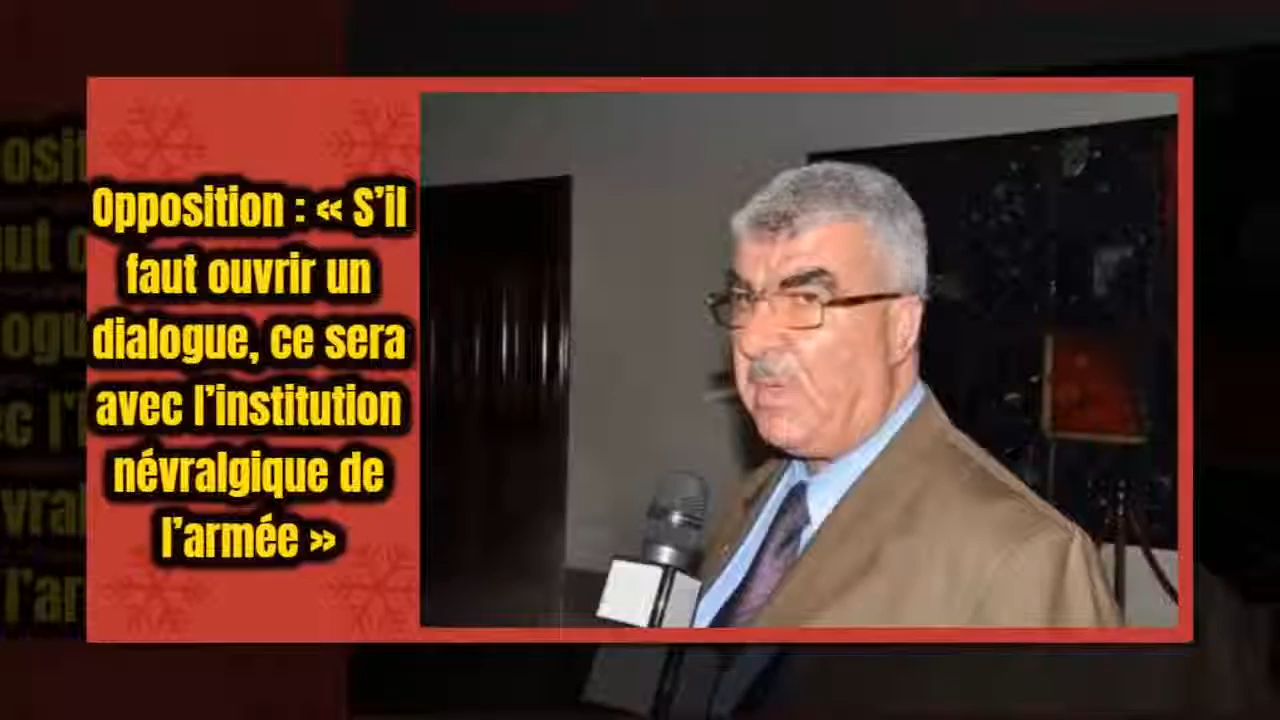 Opposition : « S’il
faut ouvrir un
dialogue, ce sera
avec l’institution
névralgique de
l’armée »